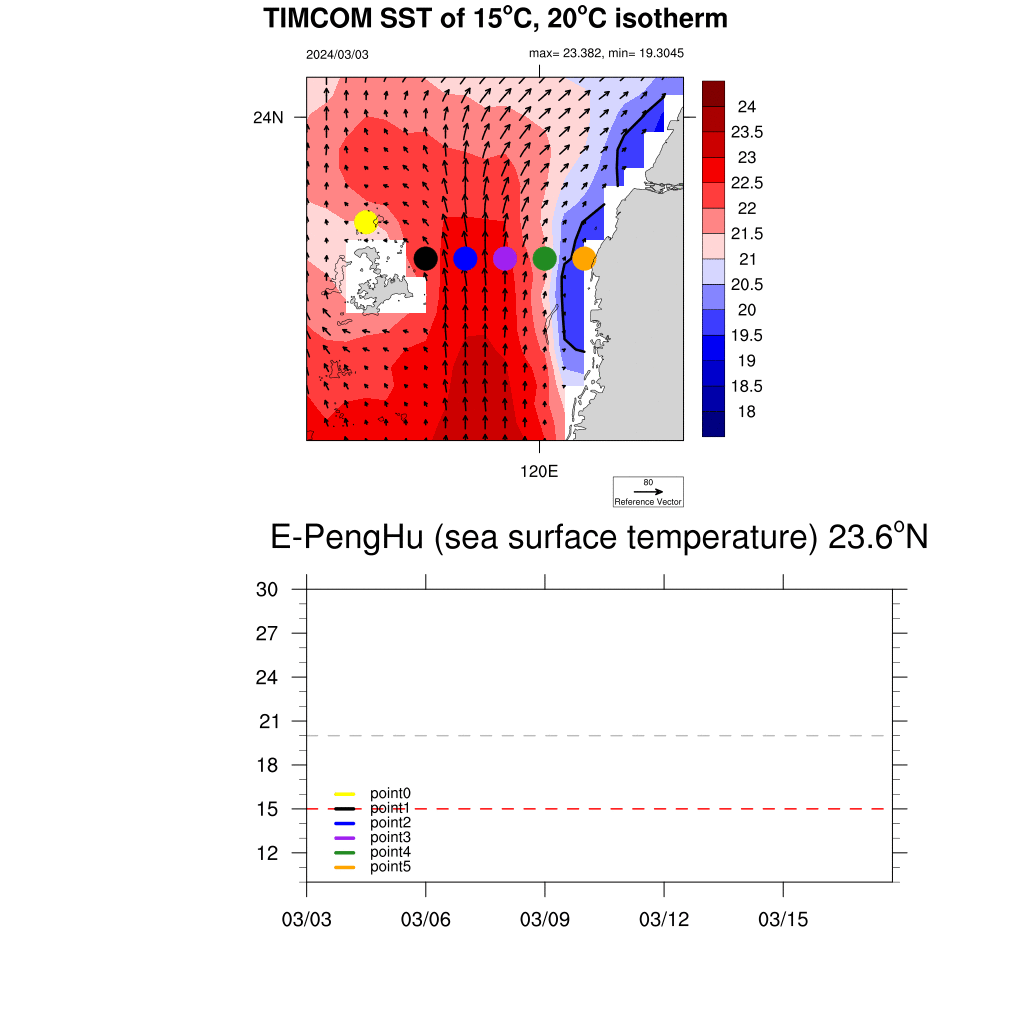 TIMCOM SST of 15°C, 20°C isotherm
2024/03/03
max= 23.382, min= 19.3045
24N
24
23.5
23
22.5
22
21.5
21
20.5
20
19.5
19
18.5
18
120E
80
Reference Vector
E-PengHu (sea surface temperature) 23.6°N
30
27
24
21
18
15
12
point0
point1
point2
point3
point4
point5
03/03
03/06
03/09
03/12
03/15